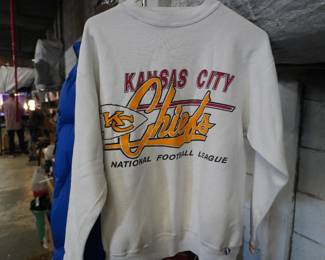 KANSAS CITY
Chiefs
KC
NATIONAL FOOTBALL LEAGUE